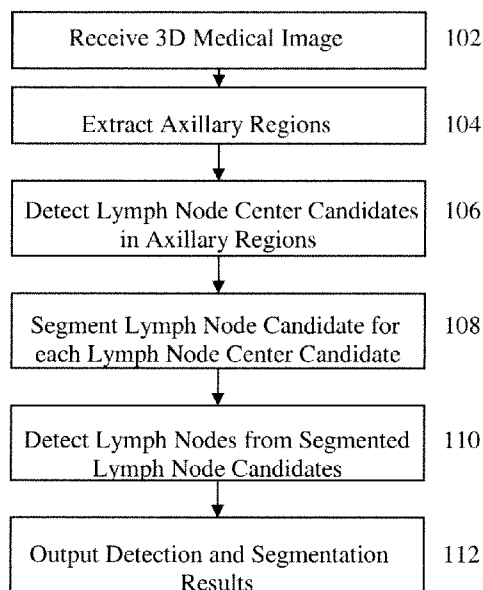 Receive 3D Medical Image 102
Extract Axillary Regions 104
Detect Lymph Node Center Candidates 106
in Axillary Regions
Segment Lymph Node Candidate for 108
each Lymph Node Center Candidate
Detect Lymph Nodes from Segmented 110
Lymph Node Candidates
Output Detection and Segmentation 112
Results